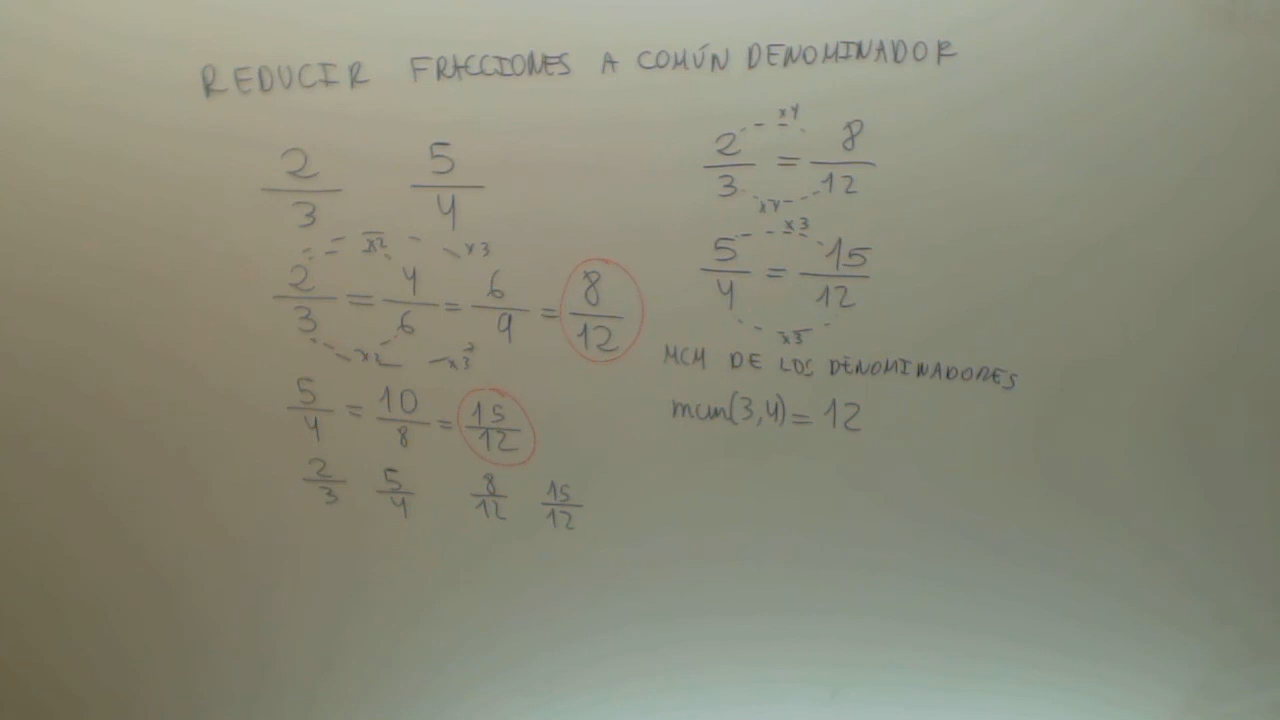 REDUCIR FRACCIONES A COMÚN DENOMINADOR
2/3 5/4
x2 x3
2/3 = 4/6 = 6/9 = 8/12
x2 x3
5/4 = 10/8 = 15/12
2/3 5/4 8/12 15/12
x4
2/3 = 8/12
x4
x3
5/4 = 15/12
x3
MCM DE LOS DENOMINADORES
mcm(3,4) = 12